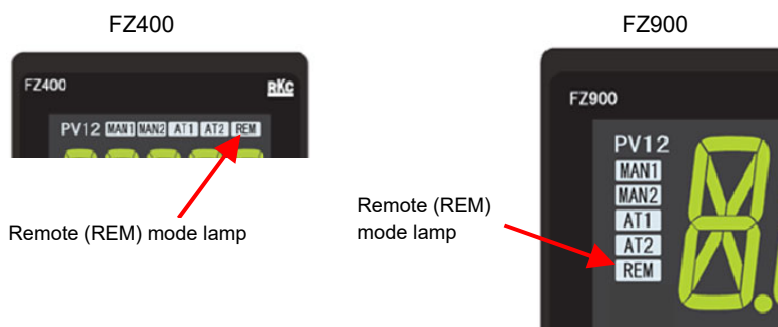 FZ400
FZ400
RKC
PV12 MAN1 MAN2 AT1 AT2 REM
Remote (REM) mode lamp
FZ900
FZ900
PV12
MAN1
MAN2
AT1
AT2
REM
Remote (REM)
mode lamp